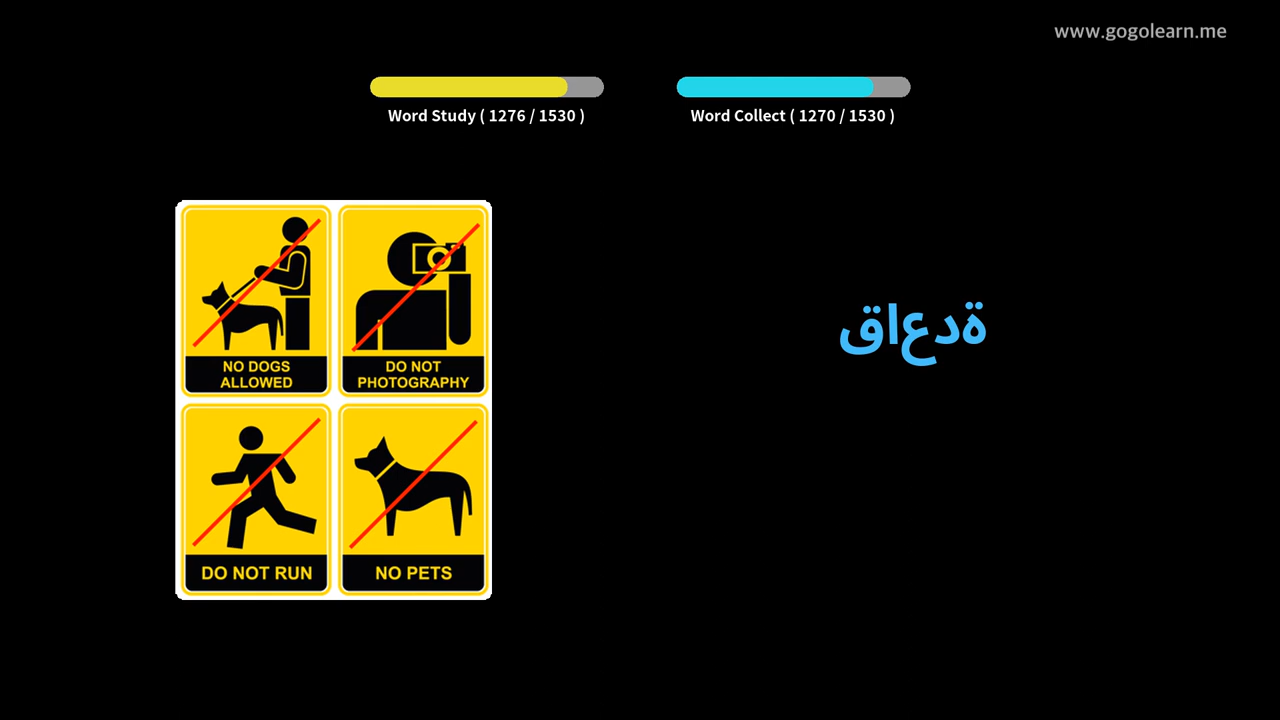 www.gogolearn.me
Word Study ( 1276 / 1530 )
Word Collect ( 1270 / 1530 )
NO DOGS
ALLOWED
DO NOT
PHOTOGRAPHY
DO NOT RUN
NO PETS
قاعدة